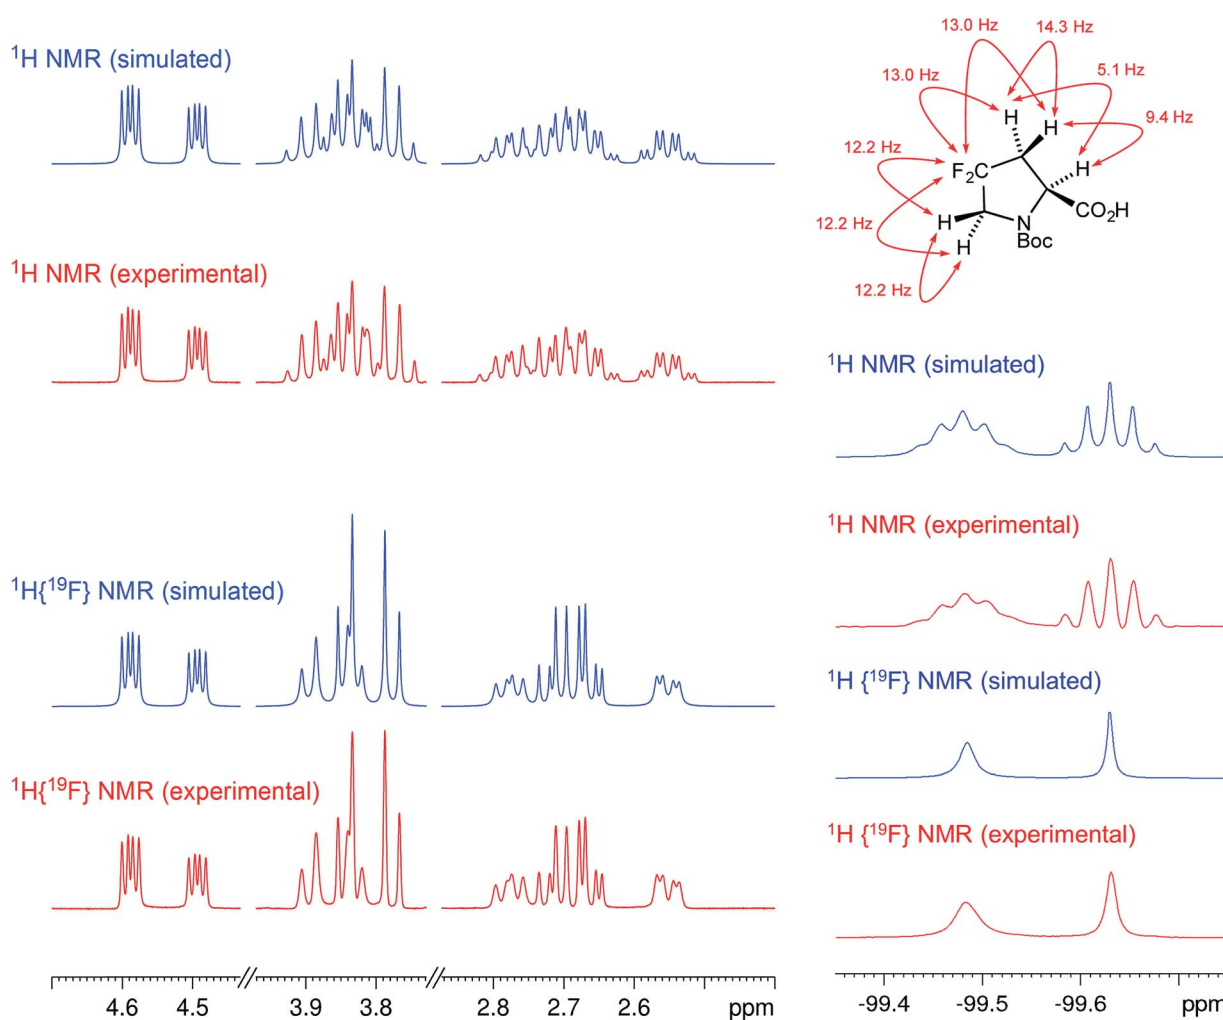 ¹H NMR (simulated)
¹H NMR (experimental)
¹H{¹⁹F} NMR (simulated)
¹H{¹⁹F} NMR (experimental)
4.6 4.5 3.9 3.8 2.8 2.7 2.6 ppm
13.0 Hz 14.3 Hz
13.0 Hz 5.1 Hz
9.4 Hz
12.2 Hz
12.2 Hz
12.2 Hz
H
H
F₂C H
H N CO₂H
H Boc
¹H NMR (simulated)
¹H NMR (experimental)
¹H {¹⁹F} NMR (simulated)
¹H {¹⁹F} NMR (experimental)
-99.4 -99.5 -99.6 ppm